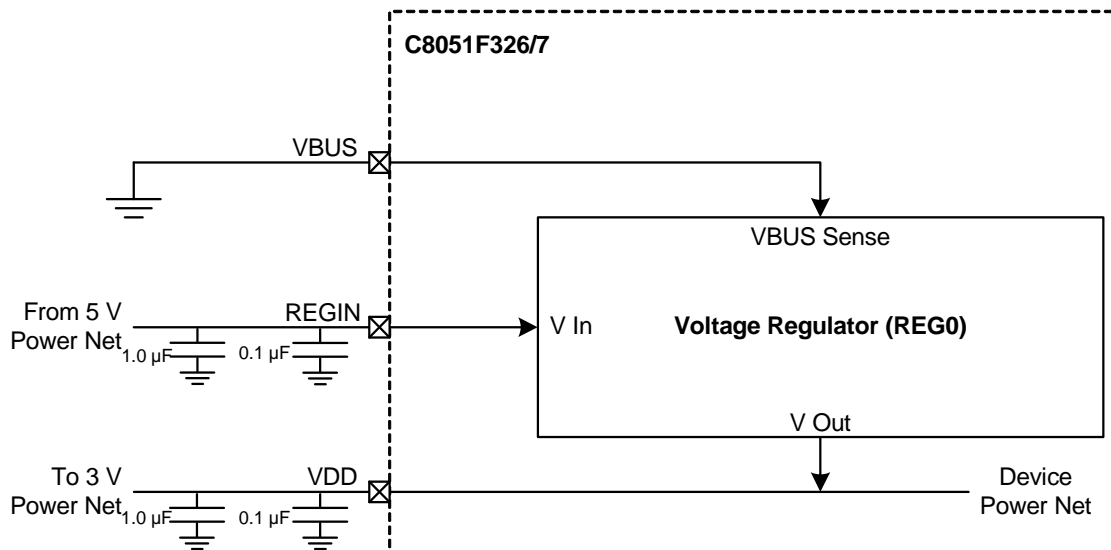 C8051F326/7
VBUS
VBUS Sense
From 5 V
Power Net
REGIN
1.0 µF
0.1 µF
V In
Voltage Regulator (REG0)
V Out
To 3 V
Power Net
VDD
1.0 µF
0.1 µF
Device
Power Net